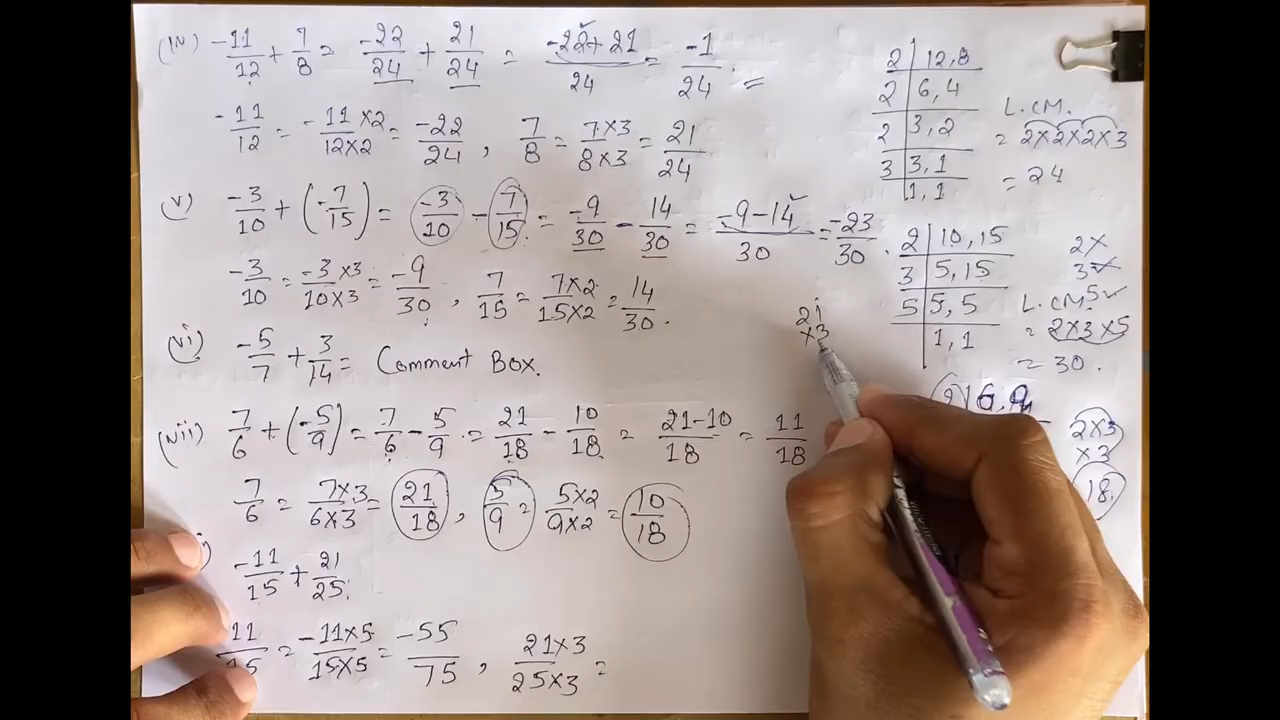 (iv) -11/12 + 7/8 = -22/24 + 21/24 = -22+21/24 = -1/24 =
-11/12 = -11×2/12×2 = -22/24 , 7/8 = 7×3/8×3 = 21/24
2 | 12,8
2 | 6,4
2 | 3,2
3 | 3,1
1,1
L.CM.
= 2×2×2×3
= 24
(v) -3/10 + (-7/15) = -3/10 - 7/15 = -9/30 - 14/30 = -9-14/30 = -23/30 .
-3/10 = -3×3/10×3 = -9/30 , 7/15 = 7×2/15×2 = 14/30 .
2 | 10,15
3 | 5,15
5 | 5,5
1,1
2×
3✓
5✓
L.CM
= 2×3×5
= 30 .
21
×3
(vi) -5/7 + 3/14 = Comment Box.
(vii) 7/6 + (-5/9) = 7/6 - 5/9 = 21/18 - 10/18 = 21-10/18 = 11/18
7/6 = 7×3/6×3 = 21/18 , 5/9 = 5×2/9×2 = 10/18
2×3
×3
18
-11/15 + 21/25
11/15 = -11×5/15×5 = -55/75 , 21×3/25×3 =